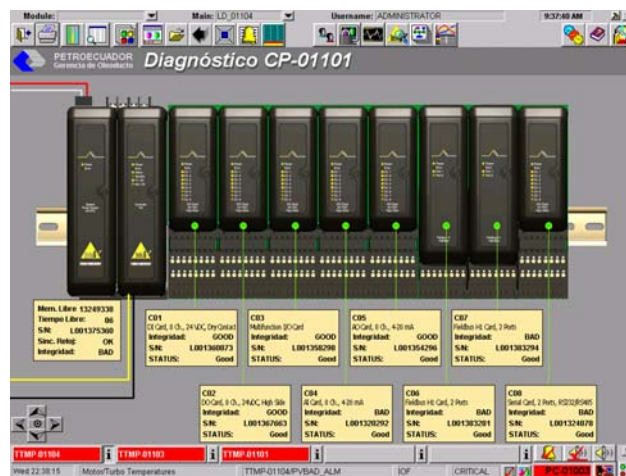 Module: Main: LD_01104 Username: ADMINISTRATOR 9:37:40 AM
PETROECUADOR
Gerencia de Oleoducto
Diagnóstico CP-01101
Mem. Libre 13249338
Tiempo Libre: 86
S/N: L001375360
Sinc. Reloj: OK
Integridad: BAD
C01
DI Card, 8 Ch., 24 VDC, Dry Contact
Integridad: GOOD
S/N: L001360873
STATUS: Good
C03
Multifunction I/O Card
Integridad: GOOD
S/N: L001358298
STATUS: Good
C05
AO Card, 8 Ch., 4-20 mA
Integridad: GOOD
S/N: L001354296
STATUS: Good
C07
Fieldbus H1 Card, 2 Ports
Integridad: BAD
S/N: L001383294
STATUS: Good
C02
DO Card, 8 Ch., 24VDC, High Side
Integridad: GOOD
S/N: L001367663
STATUS: Good
C04
AI Card, 8 Ch., 4-20 mA
Integridad: BAD
S/N: L001320292
STATUS: Good
C06
Fieldbus H1 Card, 2 Ports
Integridad: BAD
S/N: L001383201
STATUS: Good
C08
Serial Card, 2 Ports, RS232/RS485
Integridad: BAD
S/N: L001324078
STATUS: Good
TTMP-01104 TTMP-01103 TTMP-01101
Wed 22:38:15 Motor/Turbo Temperatures TTMP-01104/PVBAD_ALM IOF CRITICAL PC-01003